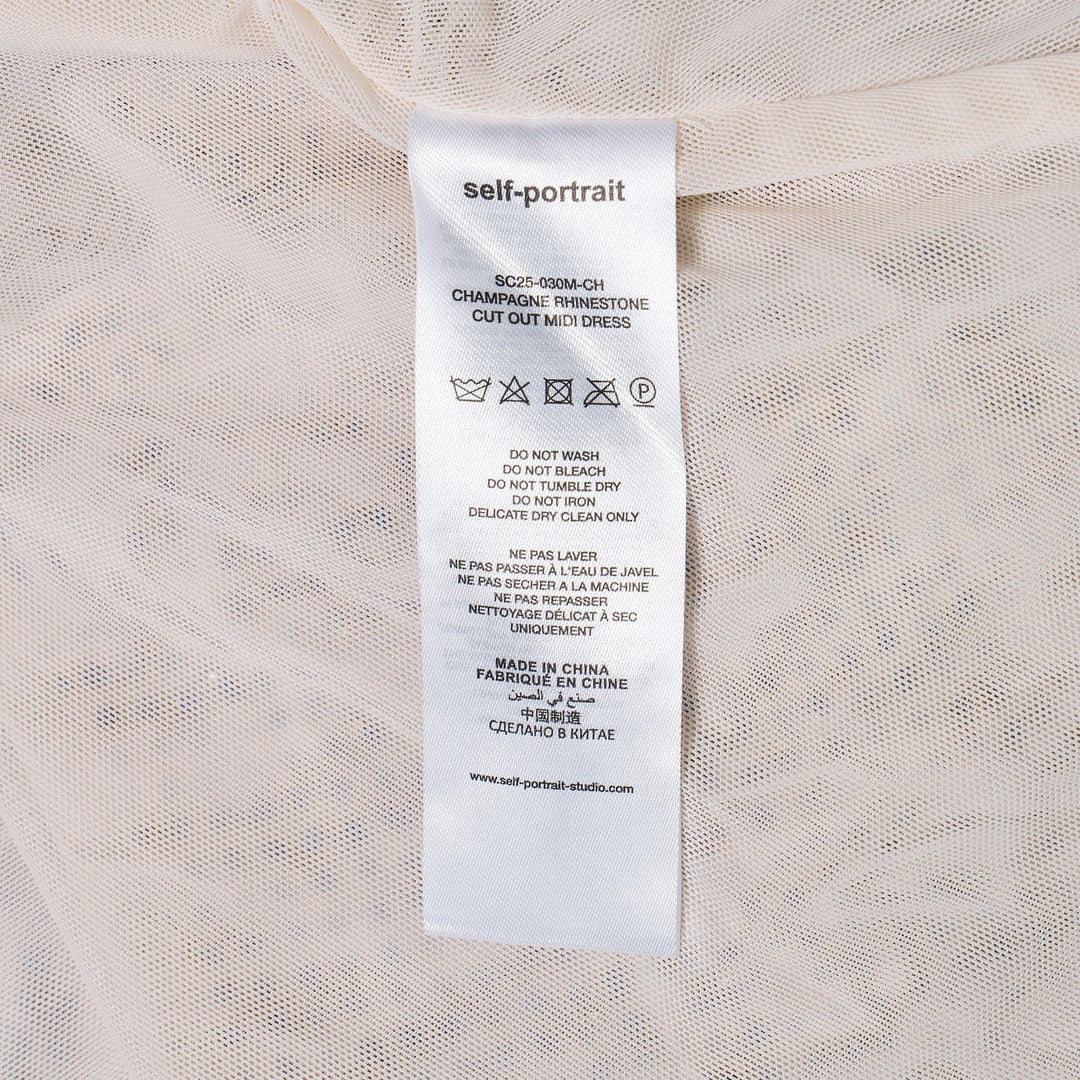 self-portrait
SC25-030M-CH
CHAMPAGNE RHINESTONE
CUT OUT MIDI DRESS
P
DO NOT WASH
DO NOT BLEACH
DO NOT TUMBLE DRY
DO NOT IRON
DELICATE DRY CLEAN ONLY
NE PAS LAVER
NE PAS PASSER À L'EAU DE JAVEL
NE PAS SECHER A LA MACHINE
NE PAS REPASSER
NETTOYAGE DÉLICAT À SEC
UNIQUEMENT
MADE IN CHINA
FABRIQUÉ EN CHINE
صنع في الصين
中国制造
СДЕЛАНО В КИТАЕ
www.self-portrait-studio.com